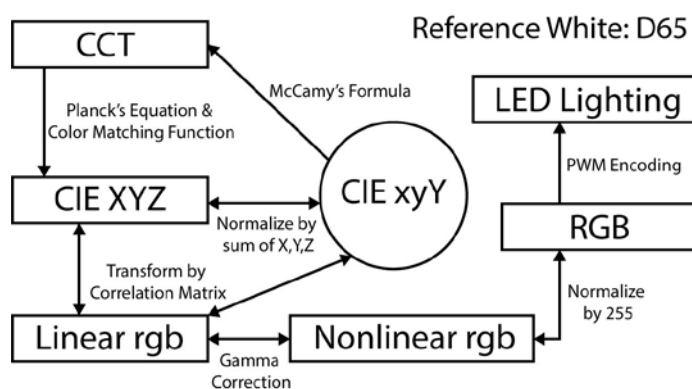 Reference White: D65
CCT
McCamy's Formula
LED Lighting
Planck's Equation &
Color Matching Function
PWM Encoding
CIE xyY
CIE XYZ
Normalize by
sum of X,Y,Z
RGB
Transform by
Correlation Matrix
Normalize
by 255
Linear rgb
Gamma
Correction
Nonlinear rgb